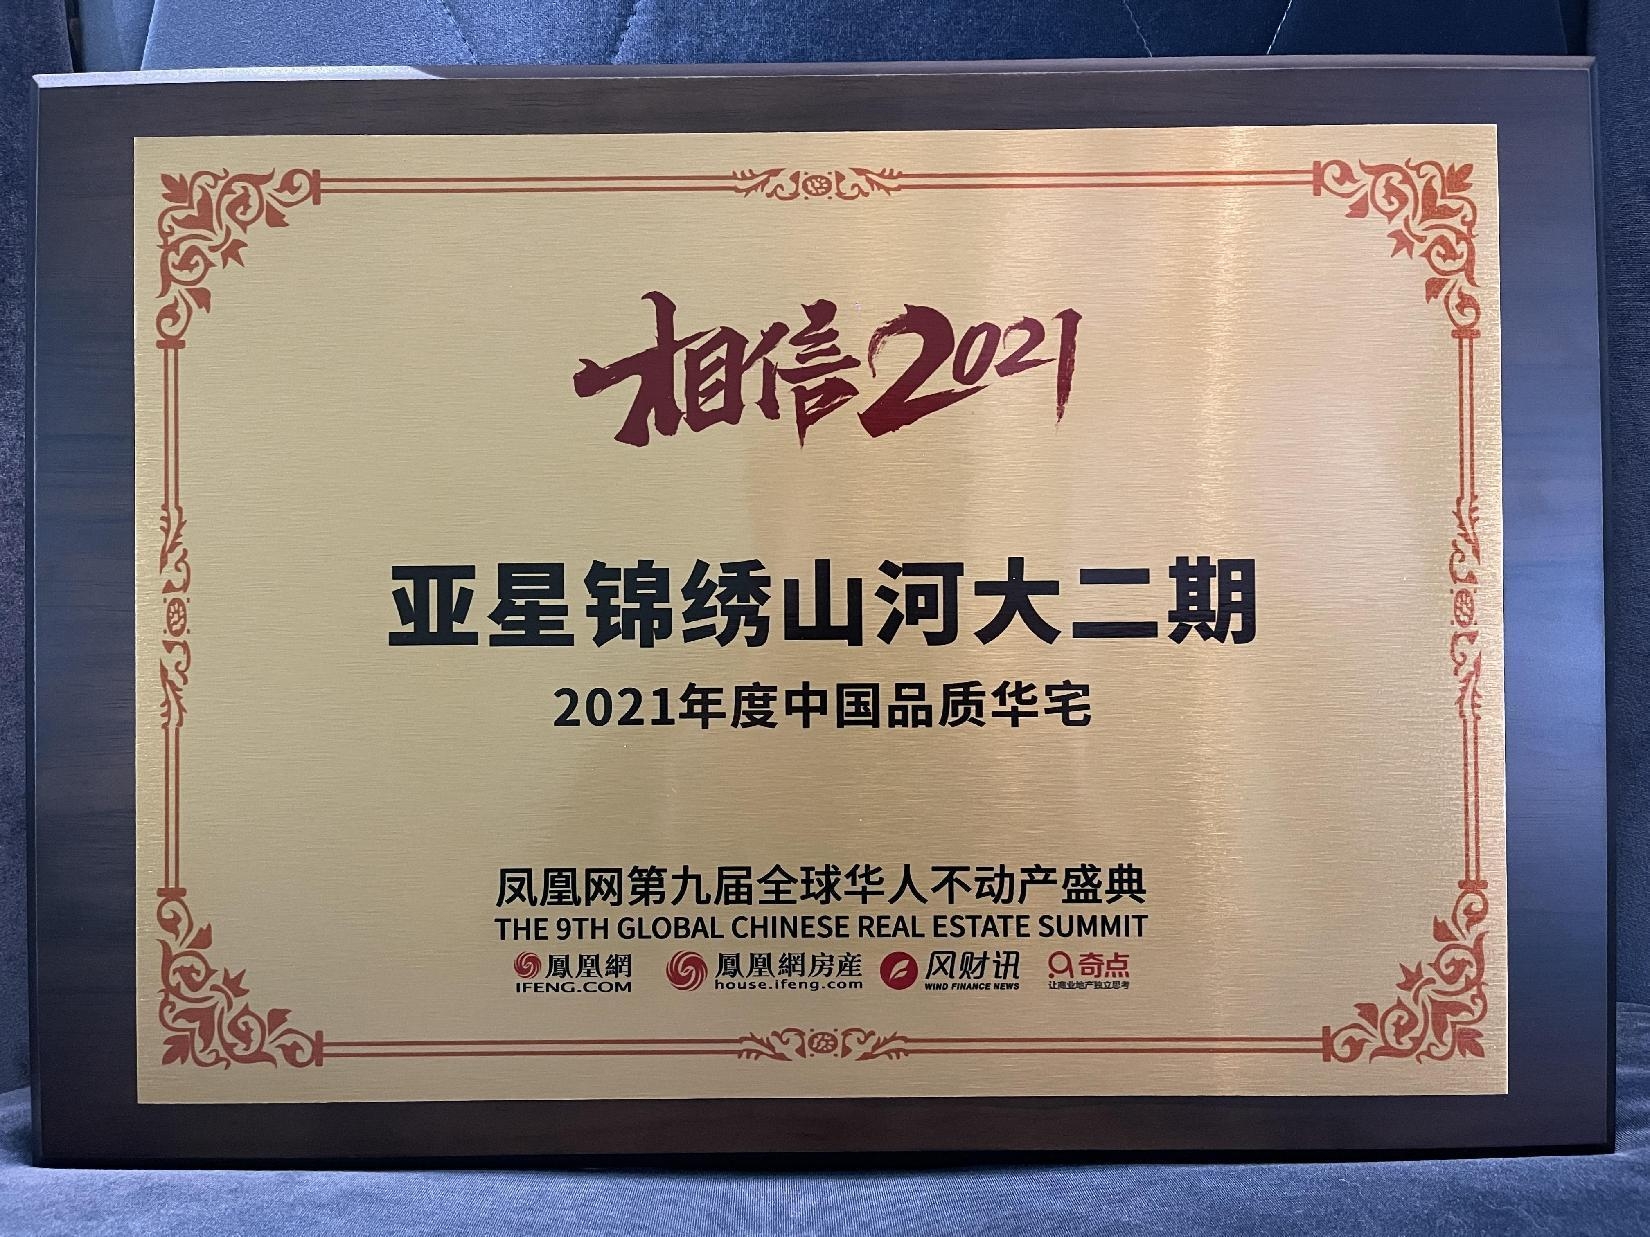 相信2021
亚星锦绣山河大二期
2021年度中国品质华宅
凤凰网第九届全球华人不动产盛典
THE 9TH GLOBAL CHINESE REAL ESTATE SUMMIT
鳳凰網 鳳凰網房產 风财讯 奇点
IFENG.COM house.ifeng.com WIND FINANCE NEWS 让商业地产独立思考